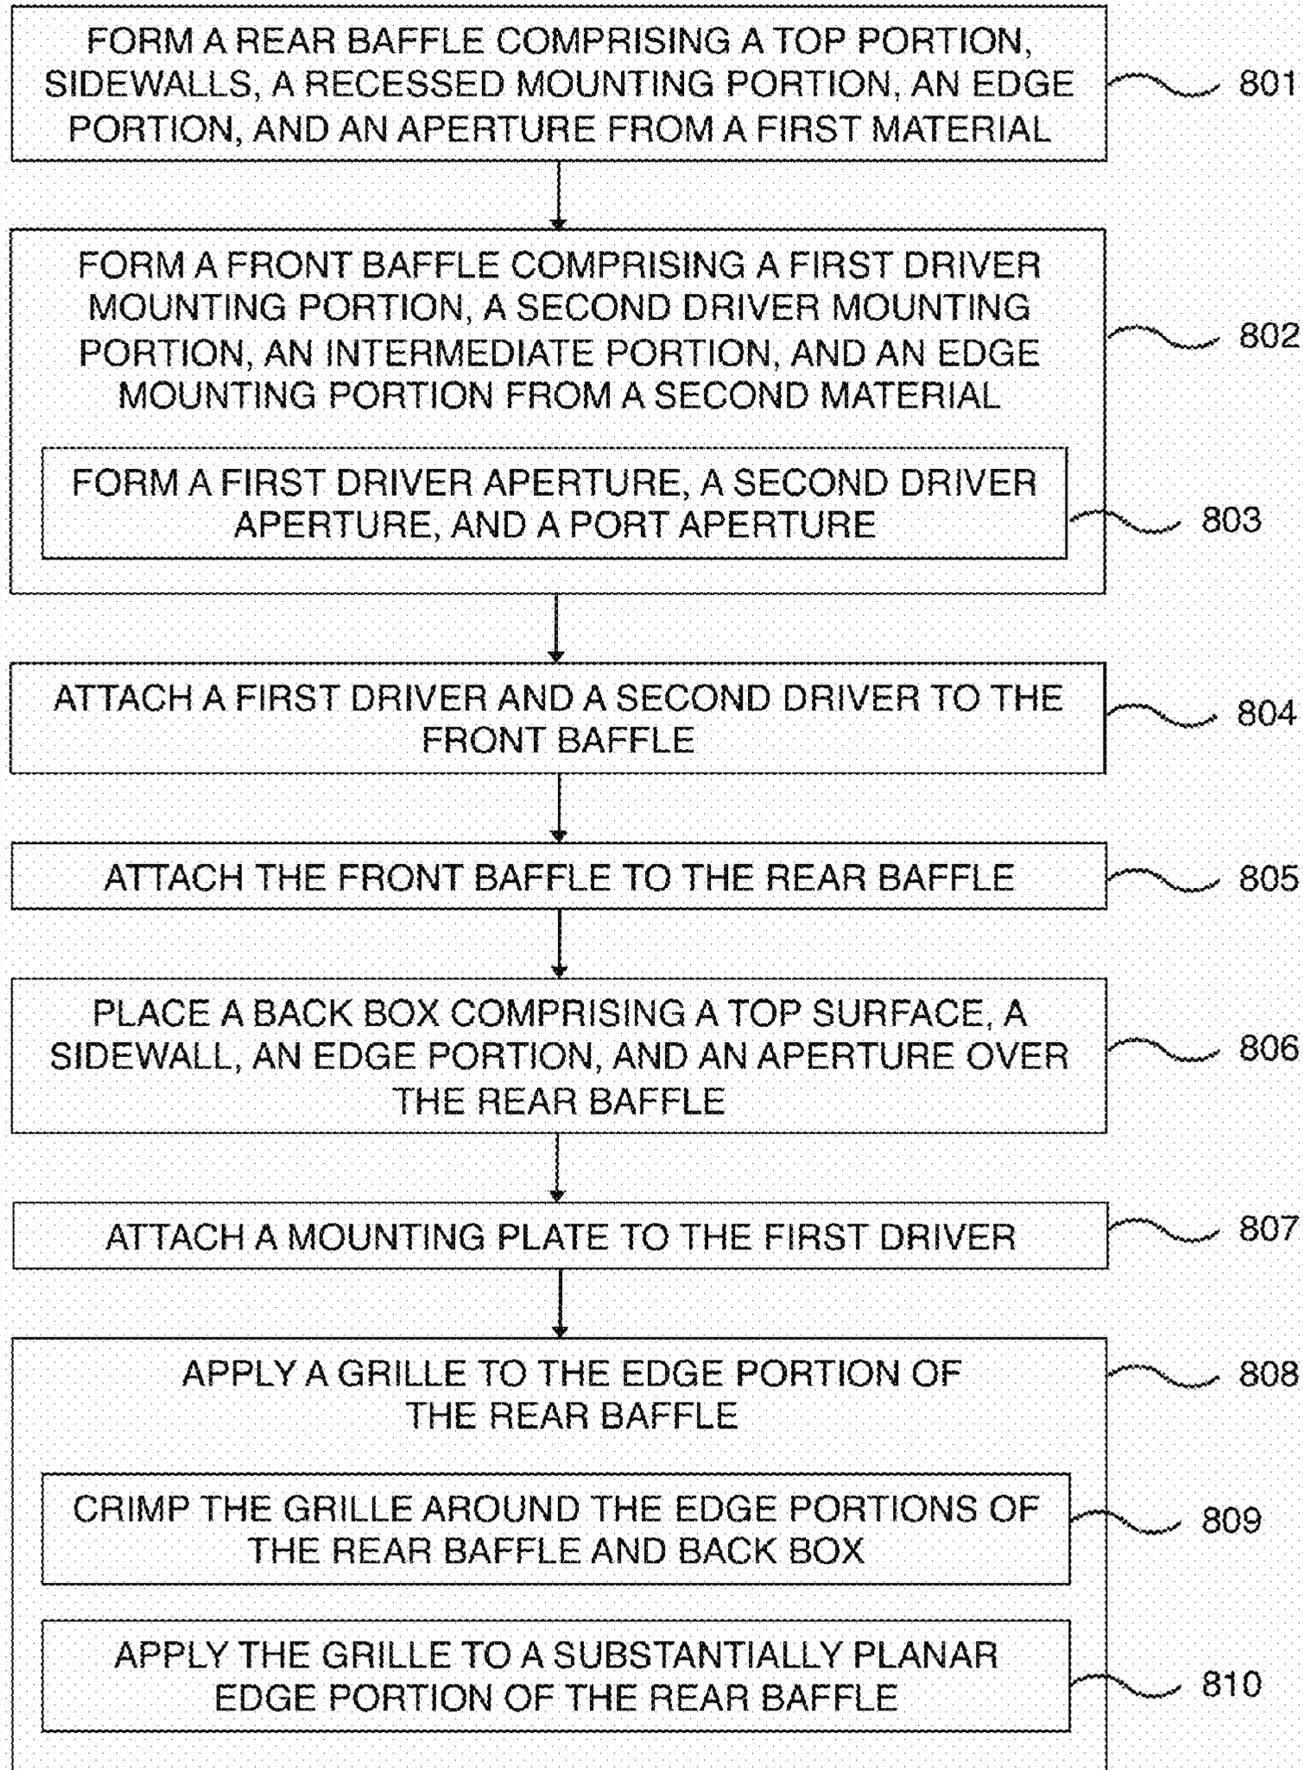 FORM A REAR BAFFLE COMPRISING A TOP PORTION,
SIDEWALLS, A RECESSED MOUNTING PORTION, AN EDGE
PORTION, AND AN APERTURE FROM A FIRST MATERIAL
801
FORM A FRONT BAFFLE COMPRISING A FIRST DRIVER
MOUNTING PORTION, A SECOND DRIVER MOUNTING
PORTION, AN INTERMEDIATE PORTION, AND AN EDGE
MOUNTING PORTION FROM A SECOND MATERIAL
802
FORM A FIRST DRIVER APERTURE, A SECOND DRIVER
APERTURE, AND A PORT APERTURE
803
ATTACH A FIRST DRIVER AND A SECOND DRIVER TO THE
FRONT BAFFLE
804
ATTACH THE FRONT BAFFLE TO THE REAR BAFFLE
805
PLACE A BACK BOX COMPRISING A TOP SURFACE, A
SIDEWALL, AN EDGE PORTION, AND AN APERTURE OVER
THE REAR BAFFLE
806
ATTACH A MOUNTING PLATE TO THE FIRST DRIVER
807
APPLY A GRILLE TO THE EDGE PORTION OF
THE REAR BAFFLE
808
CRIMP THE GRILLE AROUND THE EDGE PORTIONS OF
THE REAR BAFFLE AND BACK BOX
809
APPLY THE GRILLE TO A SUBSTANTIALLY PLANAR
EDGE PORTION OF THE REAR BAFFLE
810